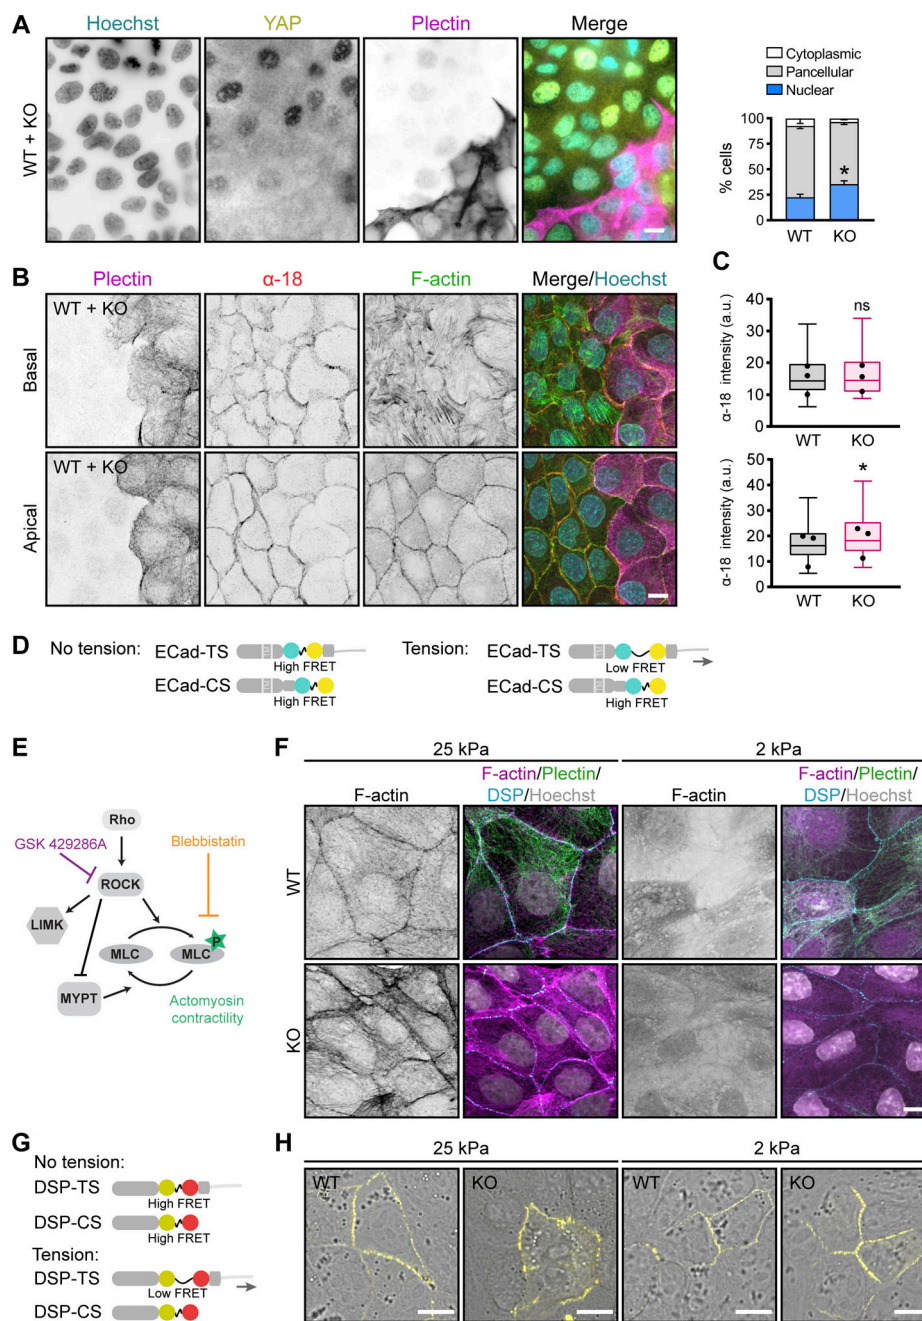 A
Hoechst
YAP
Plectin
Merge
WT + KO
Cytoplasmic
Pancellular
Nuclear
% cells
100
75
50
25
0
*
WT
KO
B
Plectin
α-18
F-actin
Merge/Hoechst
WT + KO
Basal
WT + KO
Apical
C
ns
α-18 intensity (a.u.)
40
30
20
10
0
WT
KO
*
α-18 intensity (a.u.)
50
40
30
20
10
0
WT
KO
D
No tension:
ECad-TS
TM
High FRET
ECad-CS
TM
High FRET
Tension:
ECad-TS
TM
Low FRET
ECad-CS
TM
High FRET
E
Rho
GSK 429286A
Blebbistatin
ROCK
LIMK
P
MLC
MLC
MYPT
Actomyosin
contractility
F
25 kPa
2 kPa
F-actin
F-actin/Plectin/
DSP/Hoechst
F-actin
F-actin/Plectin/
DSP/Hoechst
WT
KO
G
No tension:
DSP-TS
High FRET
DSP-CS
High FRET
Tension:
DSP-TS
Low FRET
DSP-CS
H
25 kPa
2 kPa
WT
KO
WT
KO